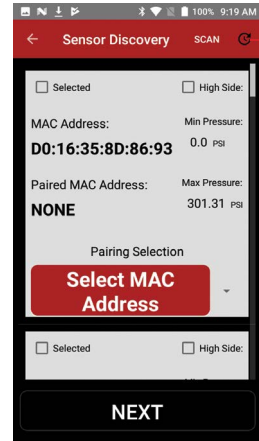 100% 9:19 AM
Sensor Discovery SCAN
Selected High Side:
MAC Address: Min Pressure:
D0:16:35:8D:86:93 0.0 PSI
Paired MAC Address: Max Pressure:
NONE 301.31 PSI
Pairing Selection
Select MAC
Address
Selected High Side:
NEXT